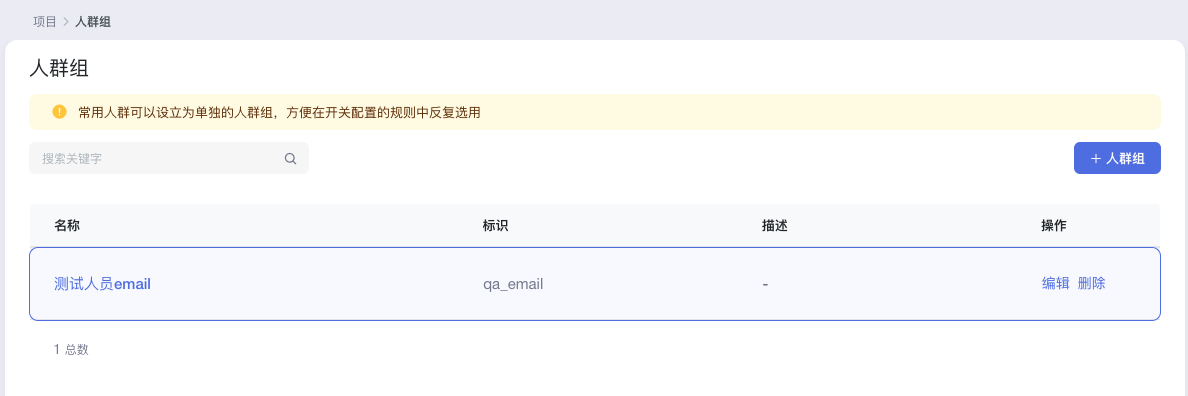 项目 > 人群组
人群组
常用人群可以设立为单独的人群组，方便在开关配置的规则中反复选用
搜索关键字
+ 人群组
名称 标识 描述 操作
测试人员email qa_email - 编辑 删除
1 总数